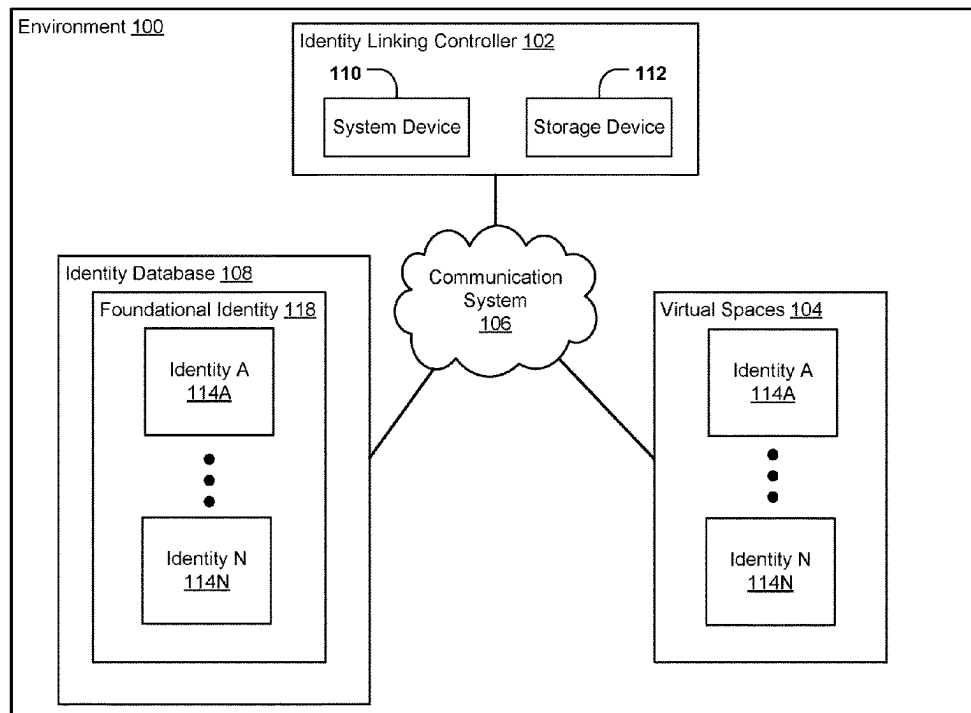 Environment 100
Identity Linking Controller 102
110
112
System Device
Storage Device
Communication
System
106
Identity Database 108
Foundational Identity 118
Identity A
114A
Identity N
114N
Virtual Spaces 104
Identity A
114A
Identity N
114N